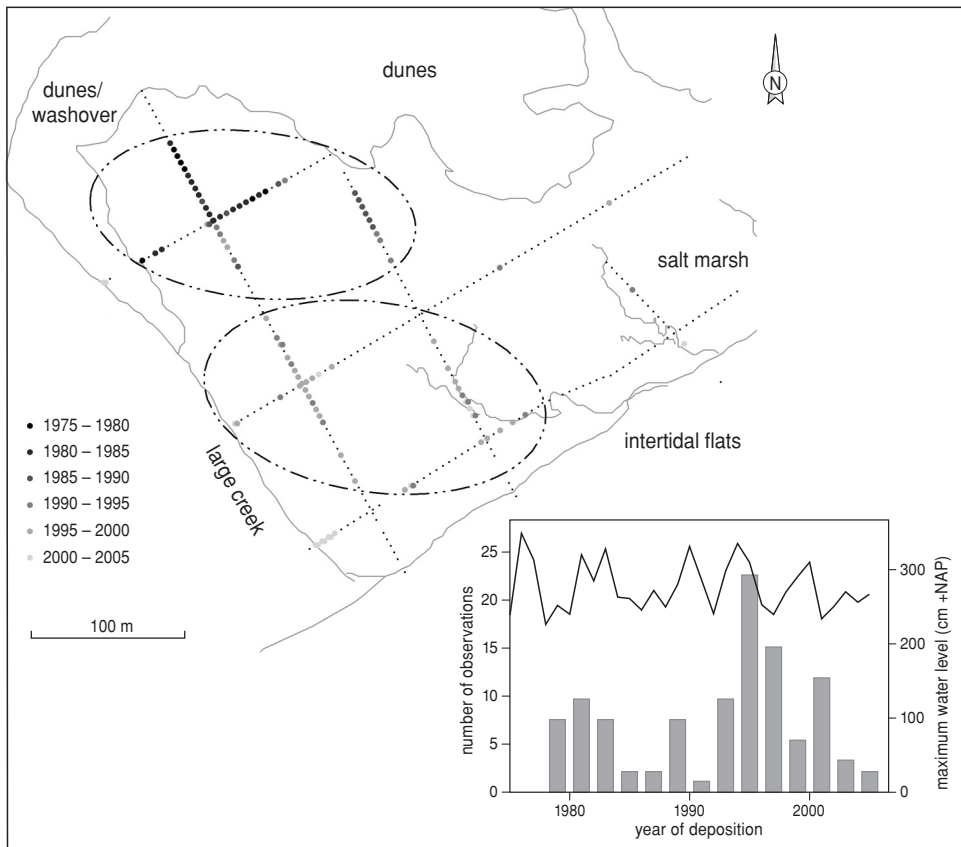 dunes/
washover
dunes
N
salt marsh
intertidal flats
large creek
1975 – 1980
1980 – 1985
1985 – 1990
1990 – 1995
1995 – 2000
2000 – 2005
100 m
number of observations
25
20
15
10
5
0
300
200
100
0
maximum water level (cm +NAP)
1980
1990
2000
year of deposition